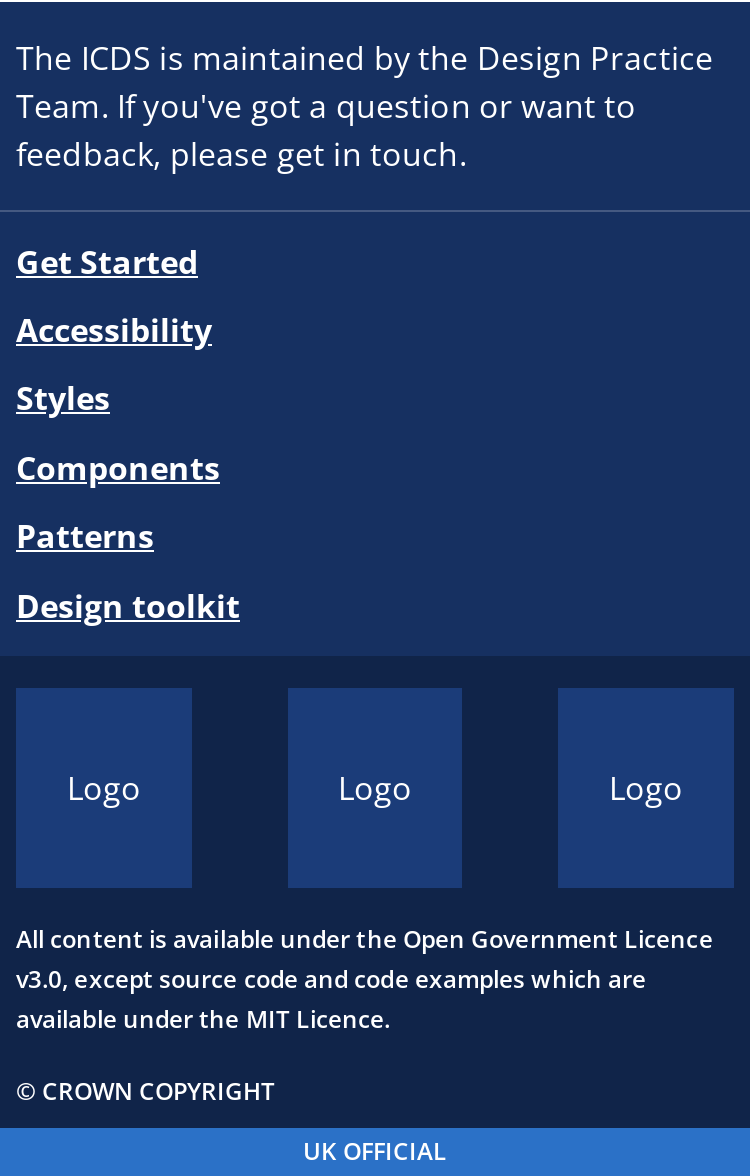 The ICDS is maintained by the Design Practice
Team. If you've got a question or want to
feedback, please get in touch.
Get Started
Accessibility
Styles
Components
Patterns
Design toolkit
Logo
Logo
Logo
All content is available under the Open Government Licence
v3.0, except source code and code examples which are
available under the MIT Licence.
© CROWN COPYRIGHT
UK OFFICIAL